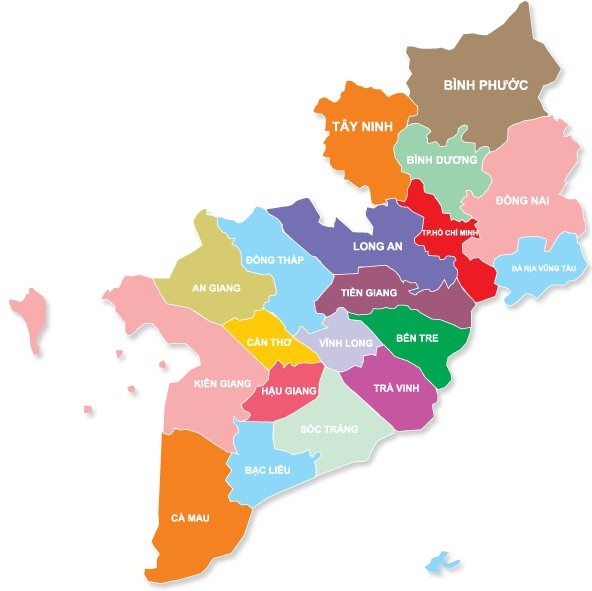 BÌNH PHƯỚC
TÂY NINH
BÌNH DƯƠNG
ĐỒNG NAI
TP.HỒ CHÍ MINH
LONG AN
ĐỒNG THÁP
BÀ RỊA VŨNG TÀU
AN GIANG
TIỀN GIANG
BẾN TRE
CẦN THƠ
VĨNH LONG
KIÊN GIANG
HẬU GIANG
TRÀ VINH
SÓC TRĂNG
BẠC LIÊU
CÀ MAU